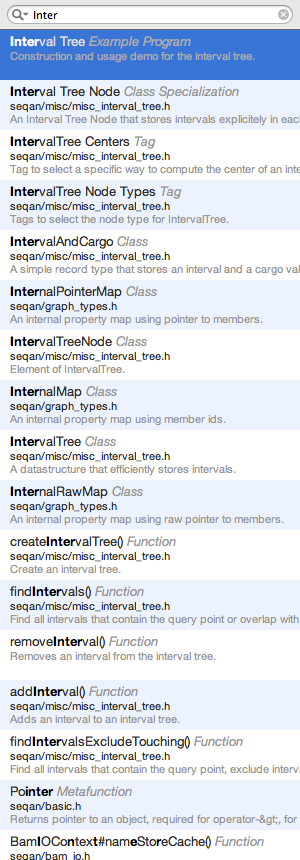 Inter
Interval Tree Example Program
Construction and usage demo for the interval tree.
Interval Tree Node Class Specialization
seqan/misc/misc_interval_tree.h
An Interval Tree Node that stores intervals explicitely in eac
IntervalTree Centers Tag
seqan/misc/misc_interval_tree.h
Tag to select a specific way to compute the center of an inte
IntervalTree Node Types Tag
seqan/misc/misc_interval_tree.h
Tags to select the node type for IntervalTree.
IntervalAndCargo Class
seqan/misc/misc_interval_tree.h
A simple record type that stores an interval and a cargo val
InternalPointerMap Class
seqan/graph_types.h
An internal property map using pointer to members.
IntervalTreeNode Class
seqan/misc/misc_interval_tree.h
Element of IntervalTree.
InternalMap Class
seqan/graph_types.h
An internal property map using member ids.
IntervalTree Class
seqan/misc/misc_interval_tree.h
A datastructure that efficiently stores intervals.
InternalRawMap Class
seqan/graph_types.h
An internal property map using raw pointer to members.
createIntervalTree() Function
seqan/misc/misc_interval_tree.h
Create an interval tree.
findIntervals() Function
seqan/misc/misc_interval_tree.h
Find all intervals that contain the query point or overlap with
removeInterval() Function
Removes an interval from the interval tree.
addInterval() Function
seqan/misc/misc_interval_tree.h
Adds an interval to an interval tree.
findIntervalsExcludeTouching() Function
seqan/misc/misc_interval_tree.h
Find all intervals that contain the query point, exclude interv
Pointer Metafunction
seqan/basic.h
Returns pointer to an object, required for operator-&gt;, for
BamIOContext#nameStoreCache() Function
seqan/bam_io.h